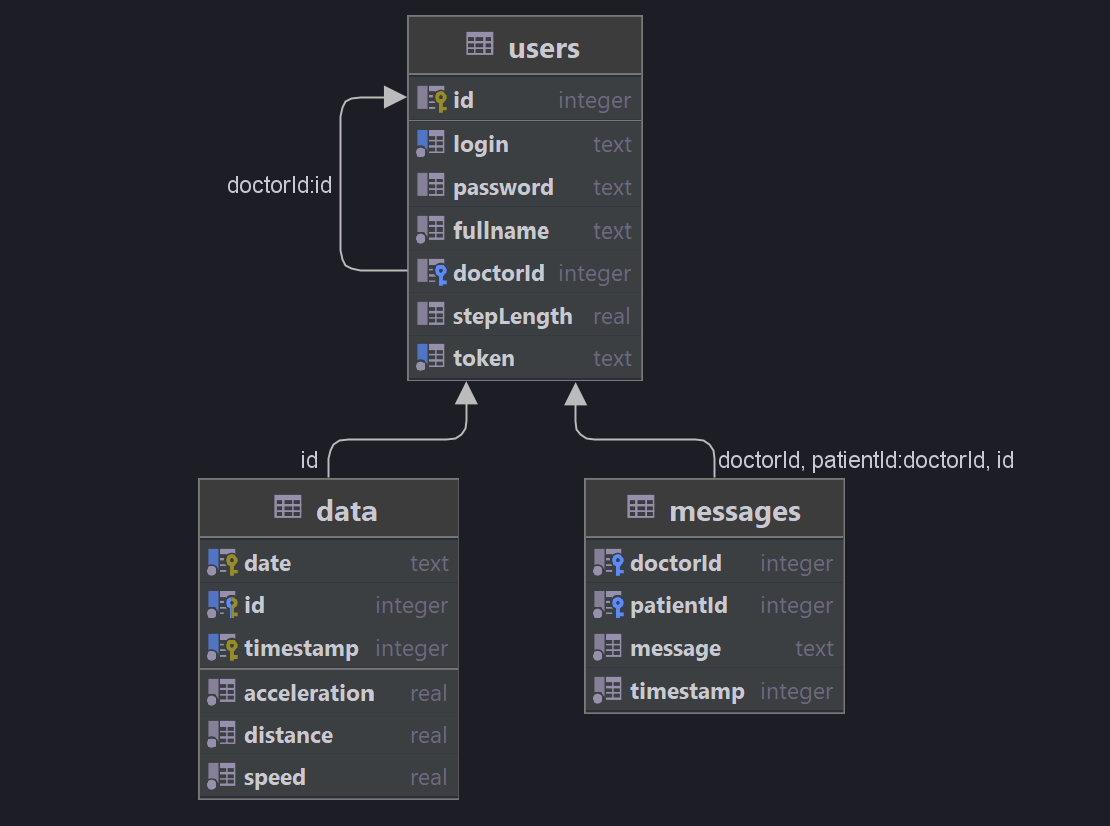 users
id integer
login text
doctorId:id
password text
fullname text
doctorId integer
stepLength real
token text
id
doctorId, patientId:doctorId, id
data
date text
id integer
timestamp integer
acceleration real
distance real
speed real
messages
doctorId integer
patientId integer
message text
timestamp integer